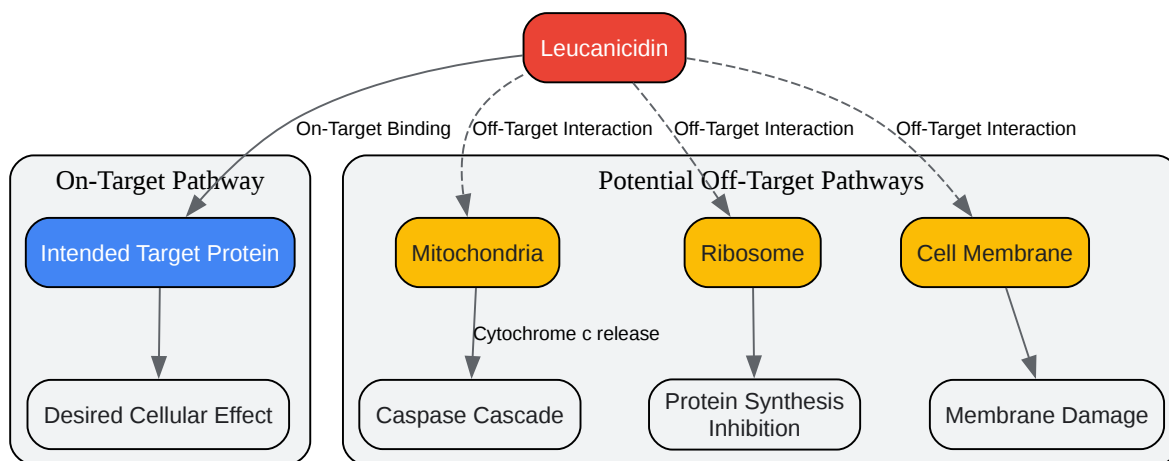 Leucanicidin
On-Target Binding
Off-Target Interaction
Off-Target Interaction
Off-Target Interaction
On-Target Pathway
Potential Off-Target Pathways
Intended Target Protein
Mitochondria
Ribosome
Cell Membrane
Cytochrome c release
Desired Cellular Effect
Caspase Cascade
Protein Synthesis
Inhibition
Membrane Damage